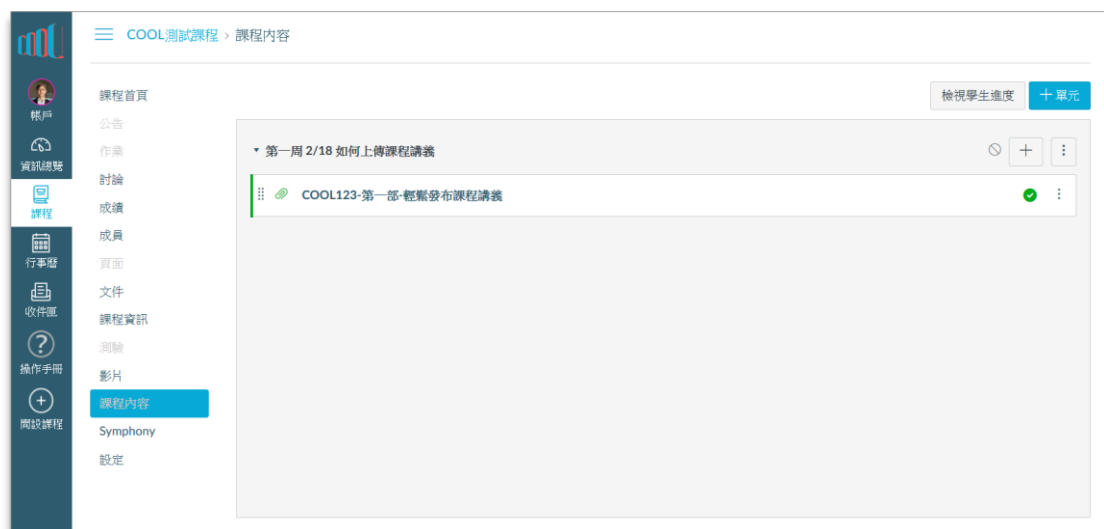 COOL
COOL測試課程 > 課程內容
帳戶
資訊總覽
課程
行事曆
收件匣
操作手冊
開設課程
課程首頁
公告
作業
討論
成績
成員
頁面
文件
課程資訊
測驗
影片
課程內容
Symphony
設定
檢視學生進度
+ 單元
第一周 2/18 如何上傳課程講義
COOL123-第一部-輕鬆發布課程講義